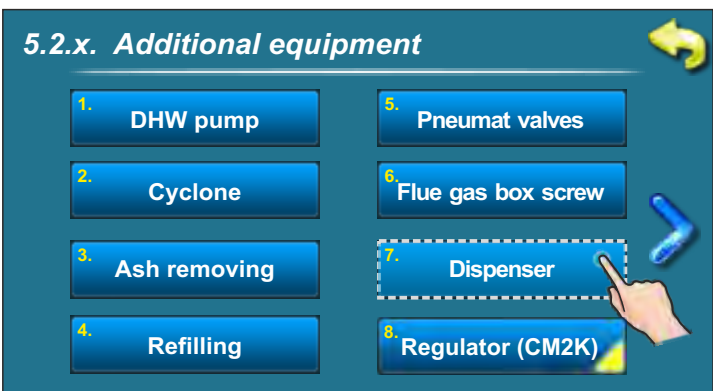 5.2.x. Additional equipment
1. DHW pump
2. Cyclone
3. Ash removing
4. Refilling
5. Pneumat valves
6. Flue gas box screw
7. Dispenser
8. Regulator (CM2K)